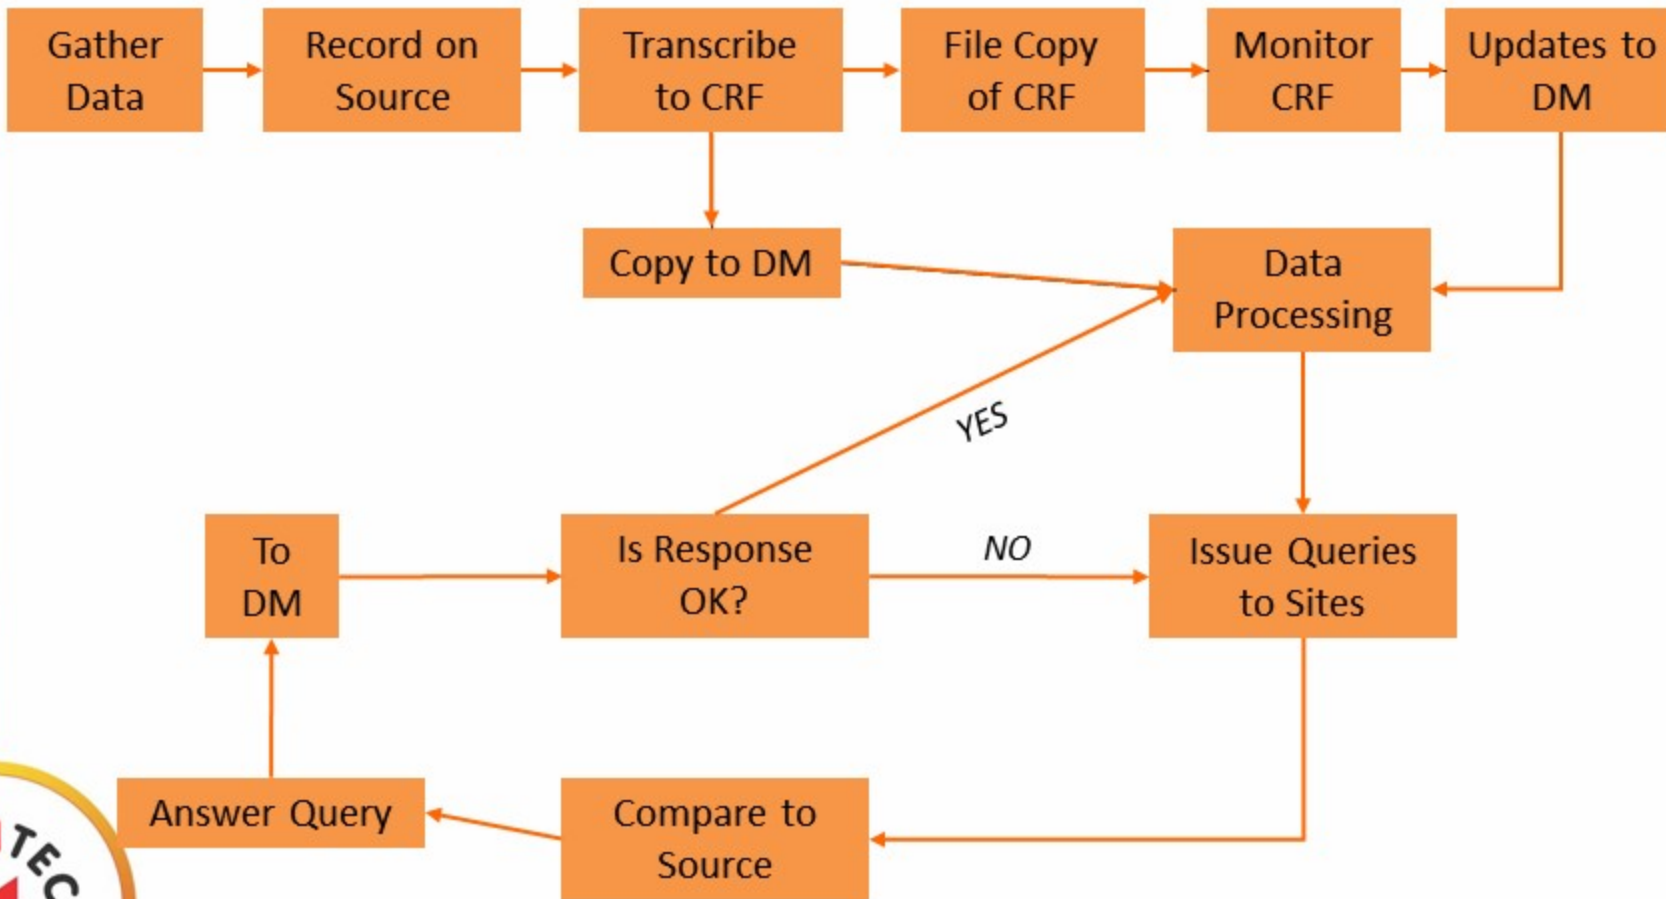 Gather
Data
Record on
Source
Transcribe
to CRF
File Copy
of CRF
Monitor
CRF
Updates to
DM
Copy to DM
Data
Processing
YES
To
DM
Is Response
OK?
NO
Issue Queries
to Sites
Answer Query
Compare to
Source
TEC